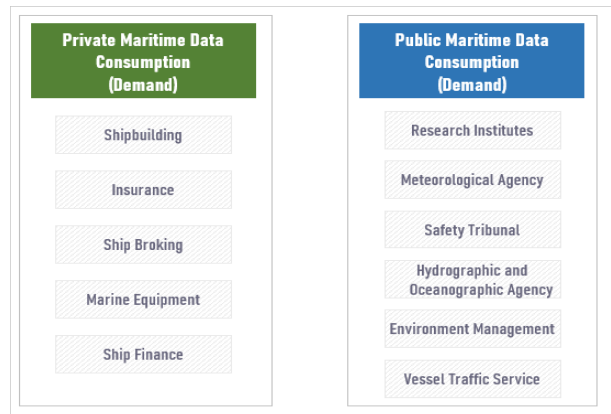 Private Maritime Data
Consumption
(Demand)
Shipbuilding
Insurance
Ship Broking
Marine Equipment
Ship Finance
Public Maritime Data
Consumption
(Demand)
Research Institutes
Meteorological Agency
Safety Tribunal
Hydrographic and
Oceanographic Agency
Environment Management
Vessel Traffic Service